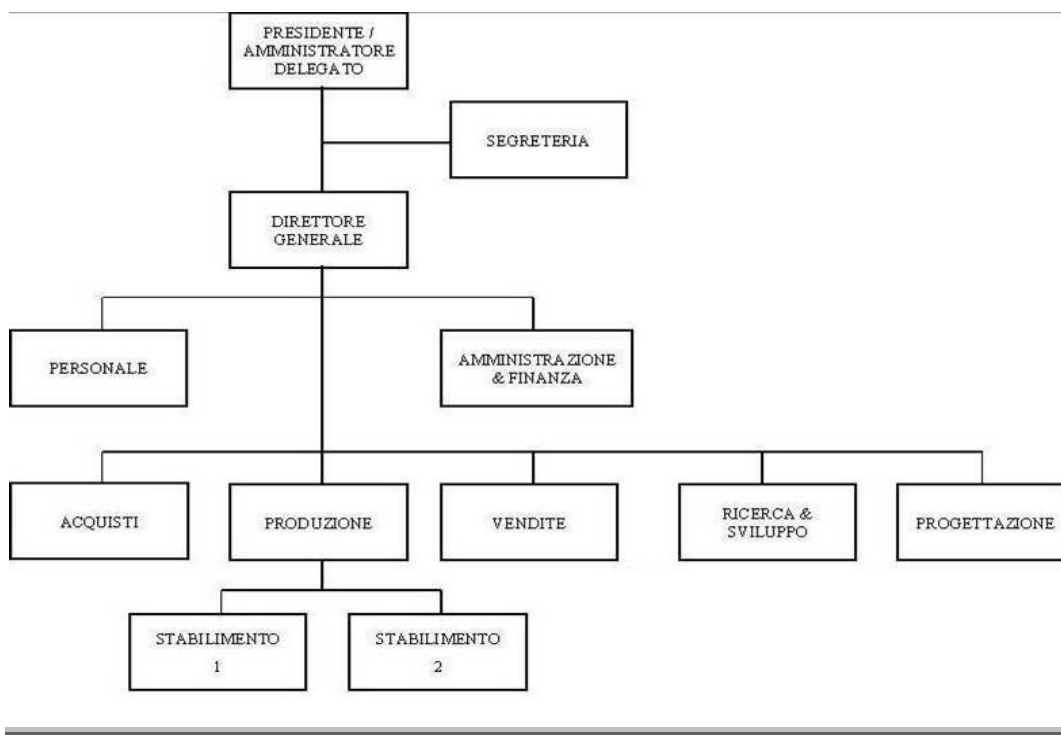 PRESIDENTE /
AMMINISTRATORE
DELEGATO
SEGRETERIA
DIRETTORE
GENERALE
PERSONALE
AMMINISTRAZIONE
& FINANZA
ACQUISTI
PRODUZIONE
VENDITE
RICERCA &
SVILUPPO
PROGETTAZIONE
STABILIMENTO
1
STABILIMENTO
2